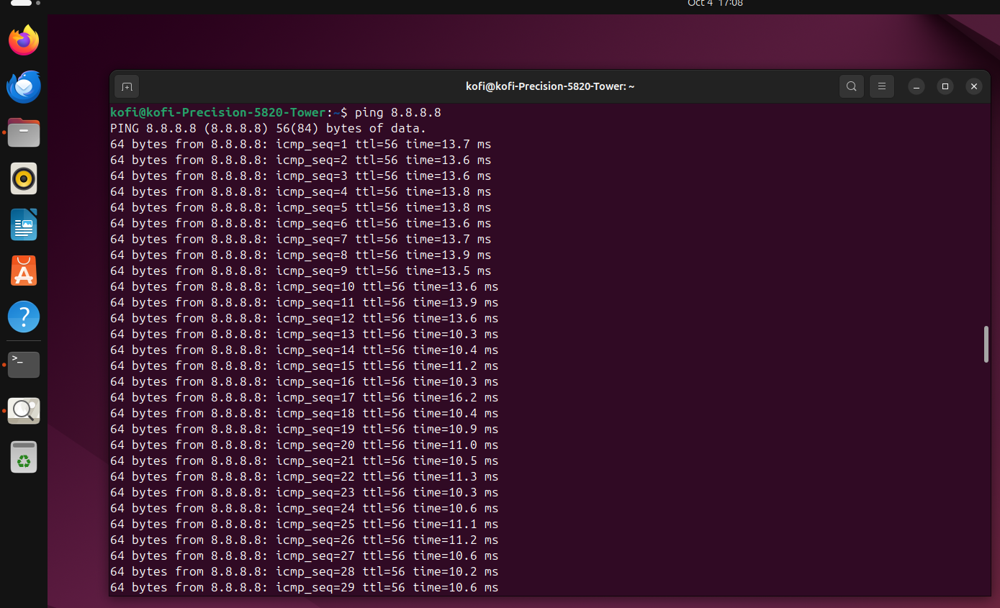 Oct 4 17:08
kofi@kofi-Precision-5820-Tower: ~
kofi@kofi-Precision-5820-Tower:~$ ping 8.8.8.8
PING 8.8.8.8 (8.8.8.8) 56(84) bytes of data.
64 bytes from 8.8.8.8: icmp_seq=1 ttl=56 time=13.7 ms
64 bytes from 8.8.8.8: icmp_seq=2 ttl=56 time=13.6 ms
64 bytes from 8.8.8.8: icmp_seq=3 ttl=56 time=13.6 ms
64 bytes from 8.8.8.8: icmp_seq=4 ttl=56 time=13.8 ms
64 bytes from 8.8.8.8: icmp_seq=5 ttl=56 time=13.8 ms
64 bytes from 8.8.8.8: icmp_seq=6 ttl=56 time=13.6 ms
64 bytes from 8.8.8.8: icmp_seq=7 ttl=56 time=13.7 ms
64 bytes from 8.8.8.8: icmp_seq=8 ttl=56 time=13.9 ms
64 bytes from 8.8.8.8: icmp_seq=9 ttl=56 time=13.5 ms
64 bytes from 8.8.8.8: icmp_seq=10 ttl=56 time=13.6 ms
64 bytes from 8.8.8.8: icmp_seq=11 ttl=56 time=13.9 ms
64 bytes from 8.8.8.8: icmp_seq=12 ttl=56 time=13.6 ms
64 bytes from 8.8.8.8: icmp_seq=13 ttl=56 time=10.3 ms
64 bytes from 8.8.8.8: icmp_seq=14 ttl=56 time=10.4 ms
64 bytes from 8.8.8.8: icmp_seq=15 ttl=56 time=11.2 ms
64 bytes from 8.8.8.8: icmp_seq=16 ttl=56 time=10.3 ms
64 bytes from 8.8.8.8: icmp_seq=17 ttl=56 time=16.2 ms
64 bytes from 8.8.8.8: icmp_seq=18 ttl=56 time=10.4 ms
64 bytes from 8.8.8.8: icmp_seq=19 ttl=56 time=10.9 ms
64 bytes from 8.8.8.8: icmp_seq=20 ttl=56 time=11.0 ms
64 bytes from 8.8.8.8: icmp_seq=21 ttl=56 time=10.5 ms
64 bytes from 8.8.8.8: icmp_seq=22 ttl=56 time=11.3 ms
64 bytes from 8.8.8.8: icmp_seq=23 ttl=56 time=10.3 ms
64 bytes from 8.8.8.8: icmp_seq=24 ttl=56 time=10.6 ms
64 bytes from 8.8.8.8: icmp_seq=25 ttl=56 time=11.1 ms
64 bytes from 8.8.8.8: icmp_seq=26 ttl=56 time=11.2 ms
64 bytes from 8.8.8.8: icmp_seq=27 ttl=56 time=10.6 ms
64 bytes from 8.8.8.8: icmp_seq=28 ttl=56 time=10.2 ms
64 bytes from 8.8.8.8: icmp_seq=29 ttl=56 time=10.6 ms